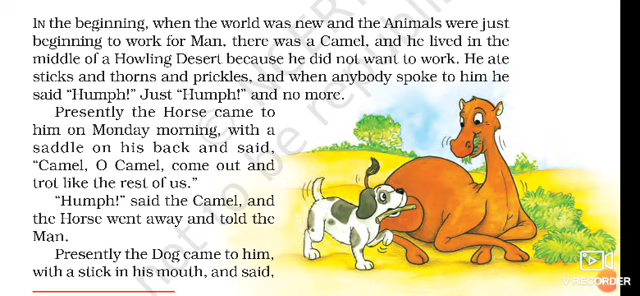 IN the beginning, when the world was new and the Animals were just
beginning to work for Man, there was a Camel, and he lived in the
middle of a Howling Desert because he did not want to work. He ate
sticks and thorns and prickles, and when anybody spoke to him he
said “Humph!” Just “Humph!” and no more.
Presently the Horse came to
him on Monday morning, with a
saddle on his back and said,
“Camel, O Camel, come out and
trot like the rest of us.”
“Humph!” said the Camel, and
the Horse went away and told the
Man.
Presently the Dog came to him,
with a stick in his mouth, and said,
V RECORDER